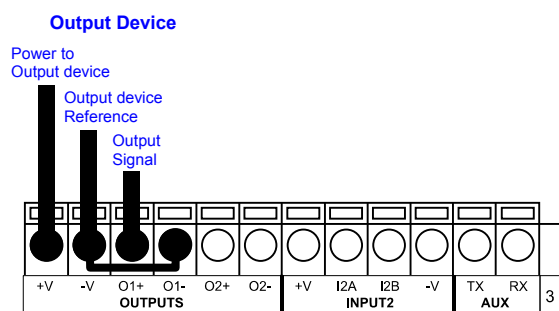 Output Device
Power to
Output device
Output device
Reference
Output
Signal
+V -V O1+ O1- O2+ O2- +V I2A I2B -V TX RX
OUTPUTS INPUT2 AUX 3